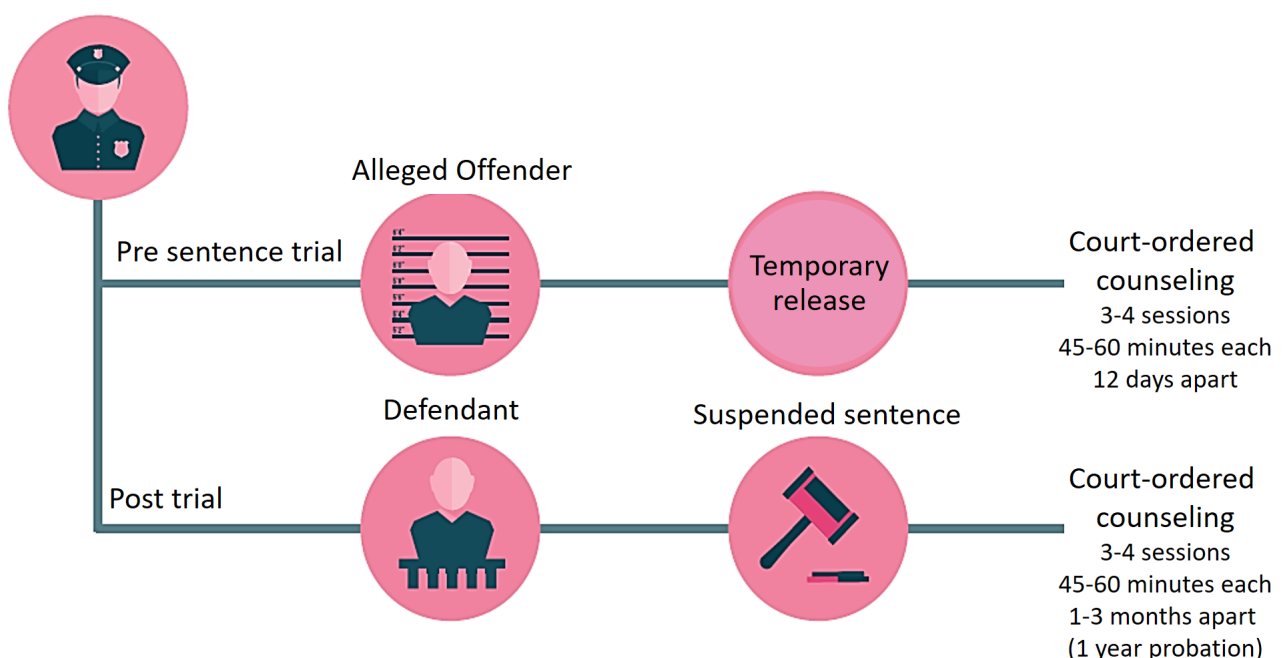 Alleged Offender
Pre sentence trial
Temporary
release
Court-ordered
counseling
3-4 sessions
45-60 minutes each
12 days apart
Defendant
Suspended sentence
Post trial
Court-ordered
counseling
3-4 sessions
45-60 minutes each
1-3 months apart
(1 year probation)